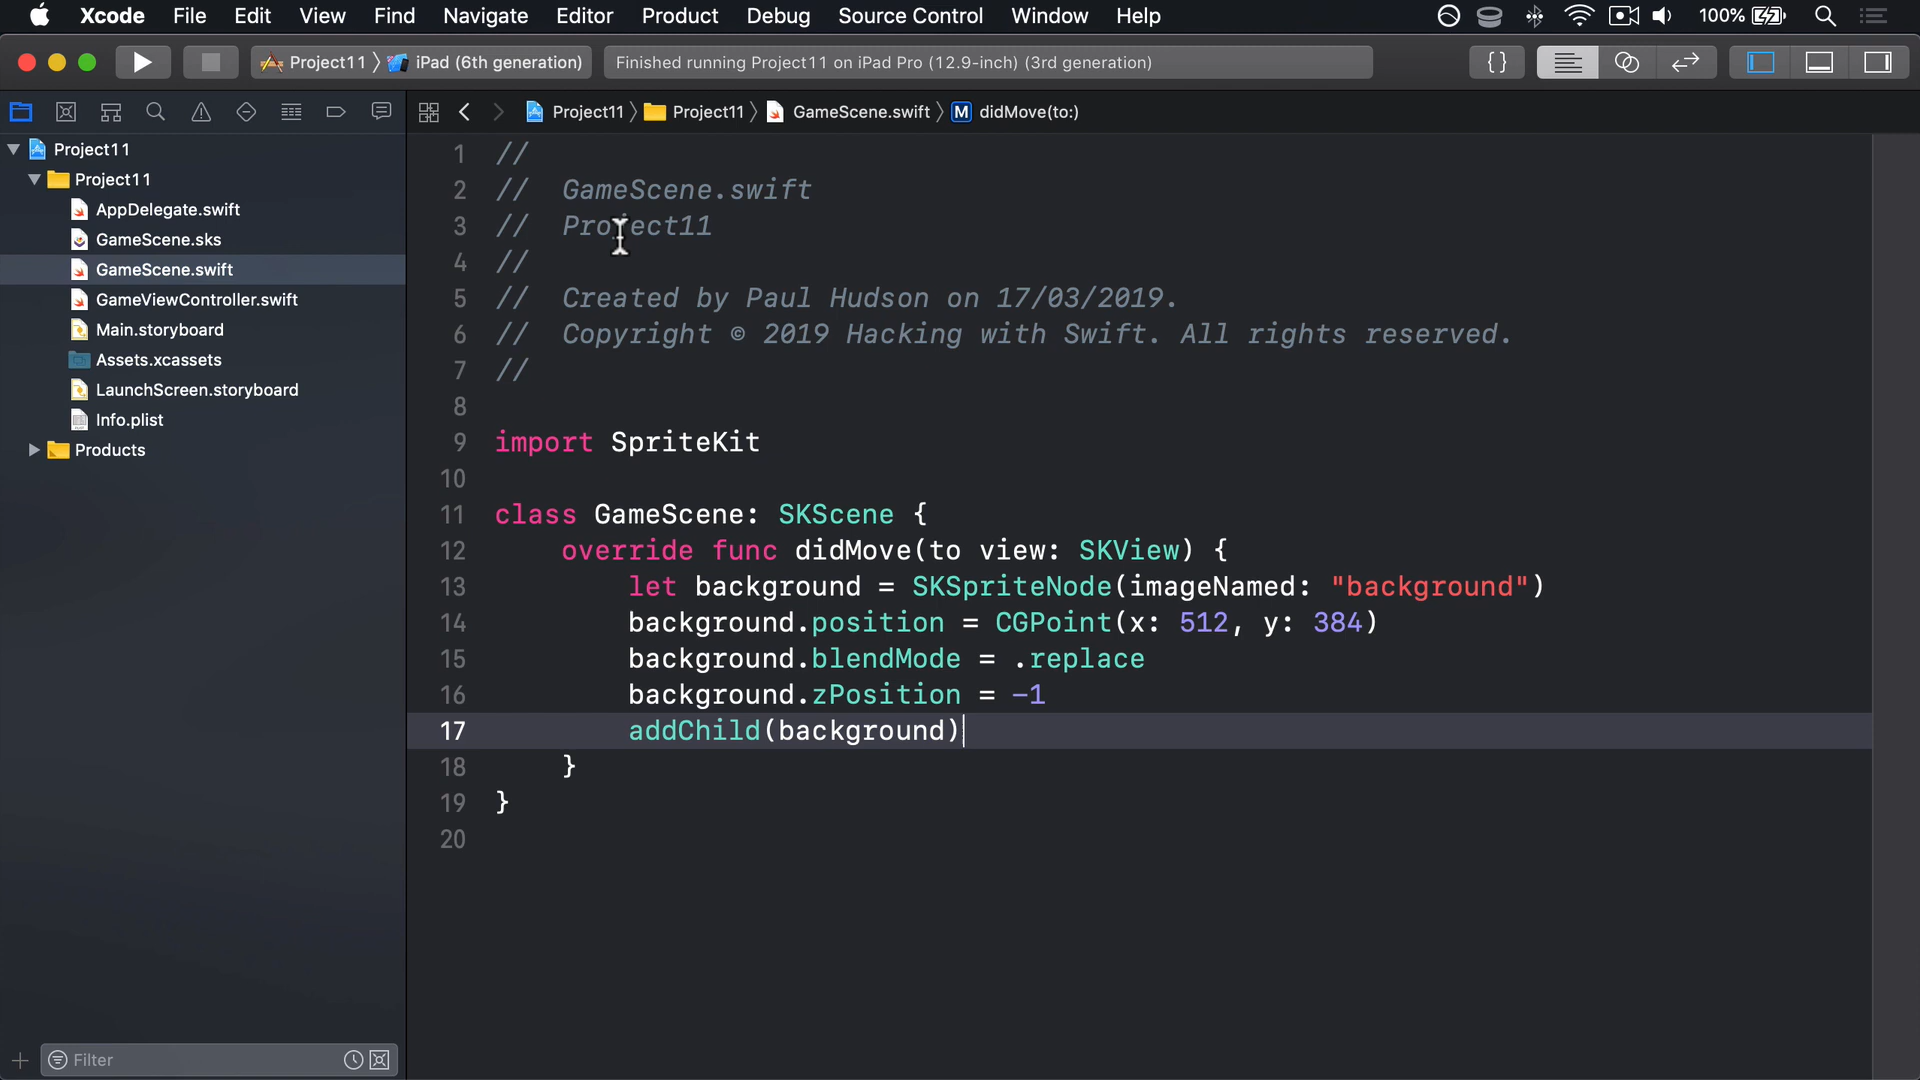 Xcode File Edit View Find Navigate Editor Product Debug Source Control Window Help 100%
Project11 iPad (6th generation) Finished running Project11 on iPad Pro (12.9-inch) (3rd generation) {}
Project11 Project11 GameScene.swift M didMove(to:)
Project11
Project11
AppDelegate.swift
GameScene.sks
GameScene.swift
GameViewController.swift
Main.storyboard
Assets.xcassets
LaunchScreen.storyboard
Info.plist
Products
Filter
1 //
2 // GameScene.swift
3 // Project11
4 //
5 // Created by Paul Hudson on 17/03/2019.
6 // Copyright © 2019 Hacking with Swift. All rights reserved.
7 //
8
9 import SpriteKit
10
11 class GameScene: SKScene {
12 override func didMove(to view: SKView) {
13 let background = SKSpriteNode(imageNamed: "background")
14 background.position = CGPoint(x: 512, y: 384)
15 background.blendMode = .replace
16 background.zPosition = -1
17 addChild(background)
18 }
19 }
20